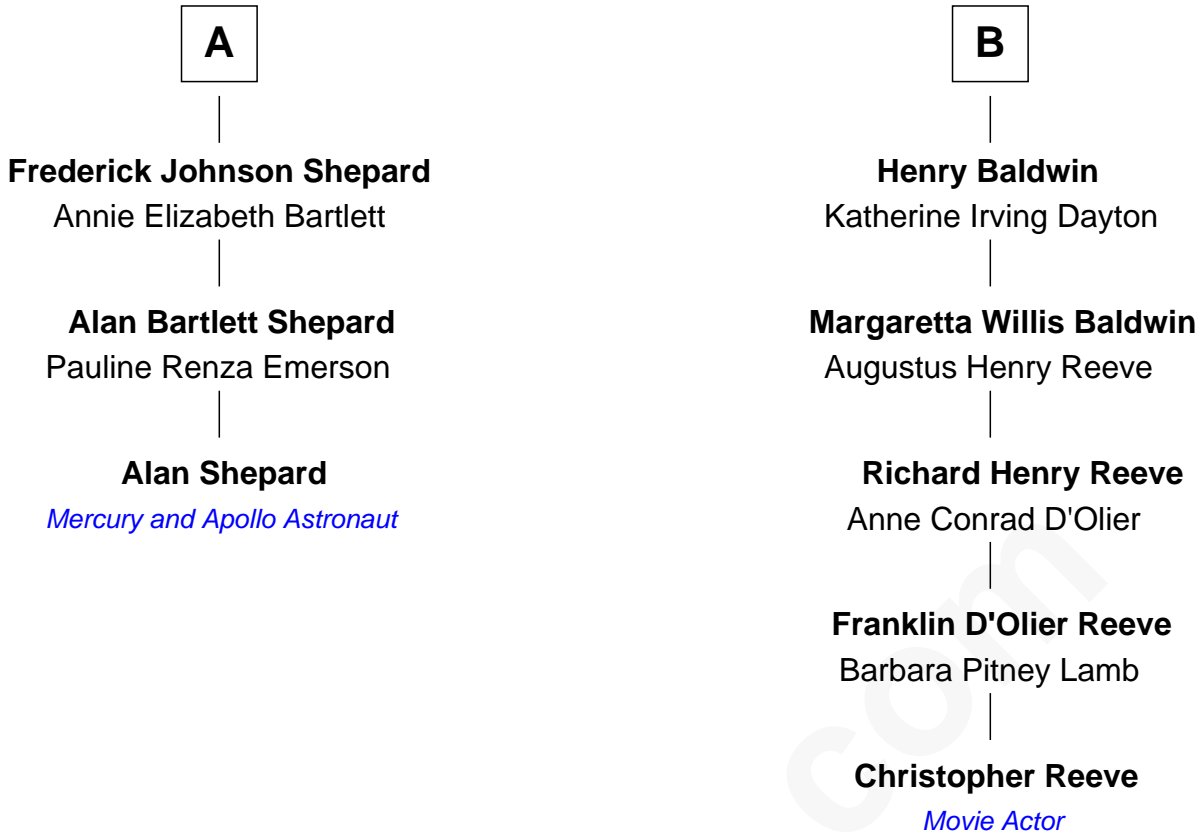 A
Frederick Johnson Shepard
Annie Elizabeth Bartlett
Alan Bartlett Shepard
Pauline Renza Emerson
Alan Shepard
Mercury and Apollo Astronaut
B
Henry Baldwin
Katherine Irving Dayton
Margaretta Willis Baldwin
Augustus Henry Reeve
Richard Henry Reeve
Anne Conrad D'Olier
Franklin D'Olier Reeve
Barbara Pitney Lamb
Christopher Reeve
Movie Actor
com